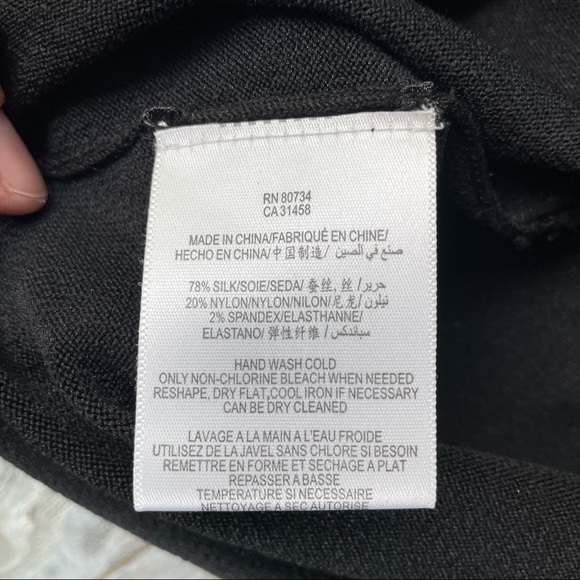 RN 80734
CA 31458
MADE IN CHINA/FABRIQUÉ EN CHINE/
HECHO EN CHINA/中国制造/ صنع في الصين
78% SILK/SOIE/SEDA/ 蚕丝, 丝 /حرير/
20% NYLON/NYLON/NILON/尼龙/ نيلون/
2% SPANDEX/ELASTHANNE/
ELASTANO/ 弹性纤维 / سباندكس/
HAND WASH COLD
ONLY NON-CHLORINE BLEACH WHEN NEEDED
RESHAPE, DRY FLAT,COOL IRON IF NECESSARY
CAN BE DRY CLEANED
LAVAGE A LA MAIN A L'EAU FROIDE
UTILISEZ DE LA JAVEL SANS CHLORE SI BESOIN
REMETTRE EN FORME ET SECHAGE A PLAT
REPASSER A BASSE
TEMPERATURE SI NECESSAIRE
NETTOYAGE A SEC AUTORISE